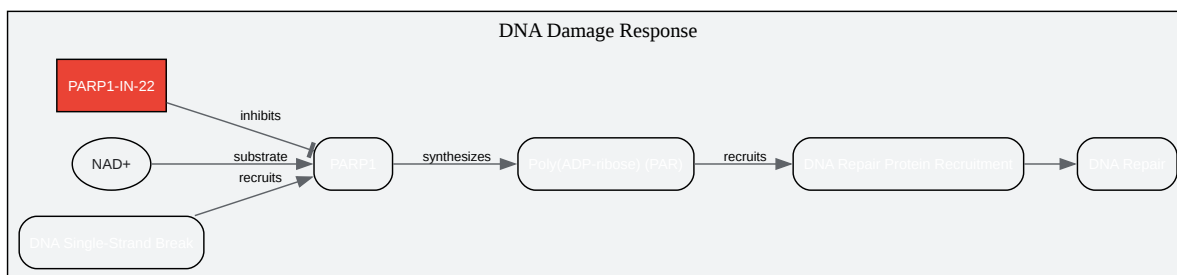 DNA Damage Response
PARP1-IN-22
inhibits
NAD+
substrate
PARP1
synthesizes
Poly(ADP-ribose) (PAR)
recruits
DNA Repair Protein Recruitment
DNA Repair
recruits
DNA Single-Strand Break